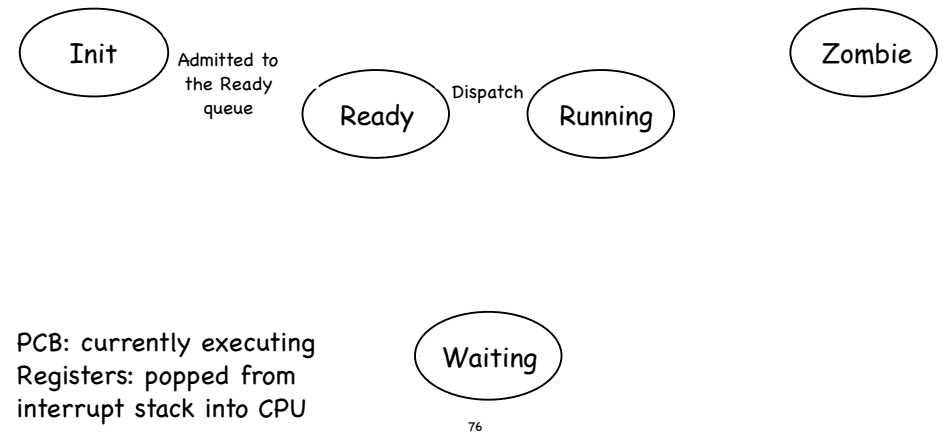 Init
Zombie
Admitted to
the Ready
queue
Dispatch
Ready
Running
PCB: currently executing
Registers: popped from
interrupt stack into CPU
Waiting
76